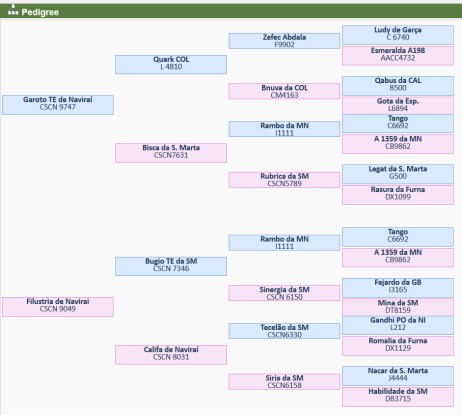 Pedigree
Ludy de Garça
C 6740
Zefec Abdala
F9902
Esmeralda A198
AACC4732
Quark COL
L 4810
Qabus da CAL
B500
Bnuva da COL
CM4163
Gota da Esp.
L6894
Garoto TE de Naviraí
CSCN 9747
Tango
C6692
Rambo da MN
I1111
A 1359 da MN
CB9862
Bisca da S. Marta
CSCN7631
Legat da S. Marta
G500
Rubrica da SM
CSCN5789
Rasura da Furna
DX1099
Tango
C6692
Rambo da MN
I1111
A 1359 da MN
CB9862
Bugio TE da SM
CSCN 7346
Fajardo da GB
I3165
Sinergia da SM
CSCN 6150
Mina da SM
DT8159
Filustria de Navirai
CSCN 9049
Gandhi PO da NI
L212
Tecelão da SM
CSCN6330
Romalia da Furna
DX1129
Califa de Naviraí
CSCN 8031
Nacar da S. Marta
J4444
Siria da SM
CSCN6158
Habilidade da SM
DB3715